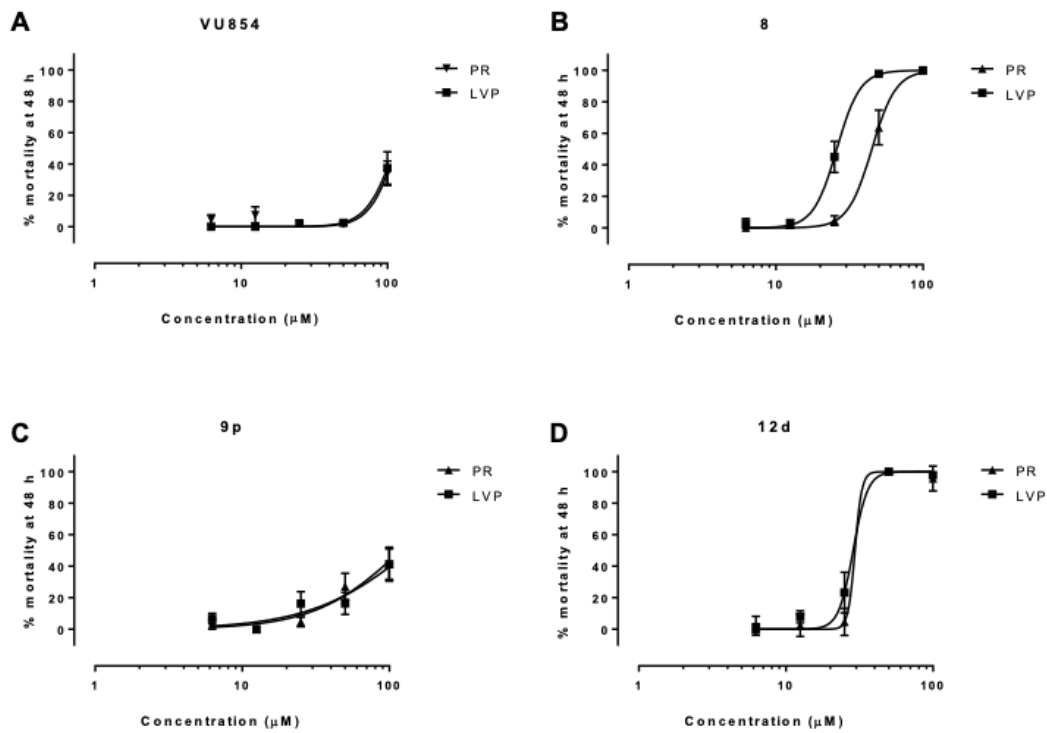 A
VU854
% mortality at 48 h
100
80
60
40
20
0
PR
LVP
1
10
100
Concentration (μM)
B
8
% mortality at 48 h
100
80
60
40
20
0
PR
LVP
1
10
100
Concentration (μM)
C
9p
% mortality at 48 h
100
80
60
40
20
0
PR
LVP
1
10
100
Concentration (μM)
D
12d
% mortality at 48 h
100
80
60
40
20
0
PR
LVP
1
10
100
Concentration (μM)